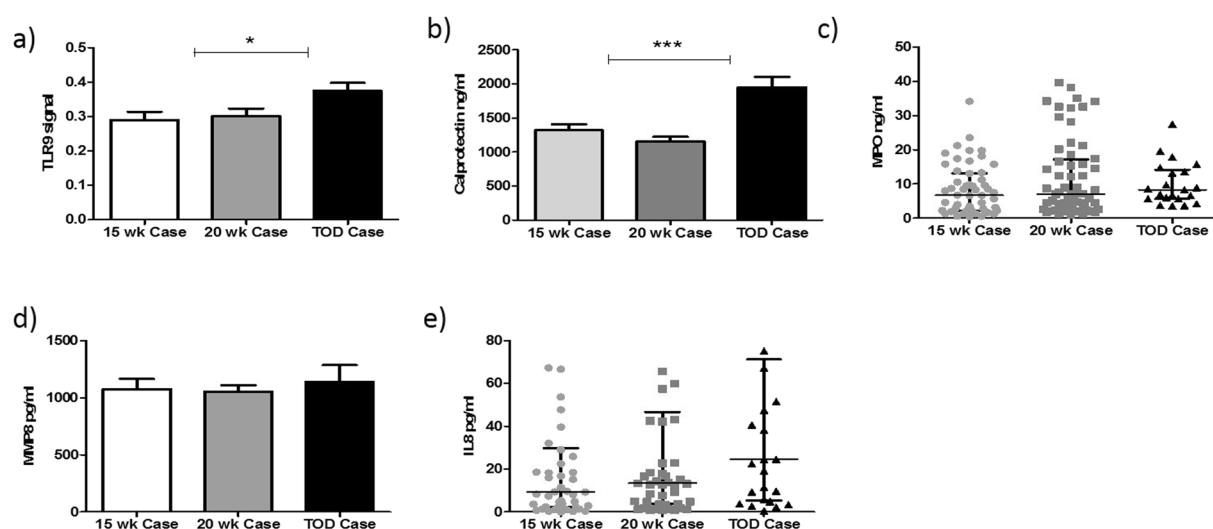 a)
*
TLR9 signal
0.5
0.4
0.3
0.2
0.1
0.0
15 wk Case 20 wk Case TOD Case
b)
***
Calprotectin ng/ml
2500
2000
1500
1000
500
0
15 wk Case 20 wk Case TOD Case
c)
MPO ng/ml
50
40
30
20
10
0
15 wk Case 20 wk Case TOD Case
d)
MMP8 pg/ml
1500
1000
500
0
15 wk Case 20 wk Case TOD Case
e)
IL8 pg/ml
80
60
40
20
0
15 wk Case 20 wk Case TOD Case